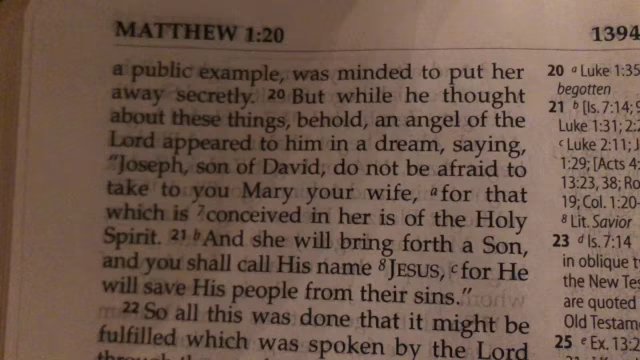 MATTHEW 1:20
1394
a public example, was minded to put her
away secretly. 20 But while he thought
about these things, behold, an angel of the
Lord appeared to him in a dream, saying,
"Joseph, son of David, do not be afraid to
take to you Mary your wife, a for that
which is 7 conceived in her is of the Holy
Spirit. 21 b And she will bring forth a Son,
and you shall call His name 8 JESUS, c for He
will save His people from their sins."
22 So all this was done that it might be
fulfilled which was spoken by the Lord
20 a Luke 1:35
begotten
21 b [Is. 7:14;
Luke 1:31; 2:
c Luke 2:11;
1:29; [Acts 4:
13:23, 38; Ro
19; Col. 1:20-
8 Lit. Savior
23 d Is. 7:14
in oblique
the New Tes
are quoted
Old Testam
25 e Ex. 13:2